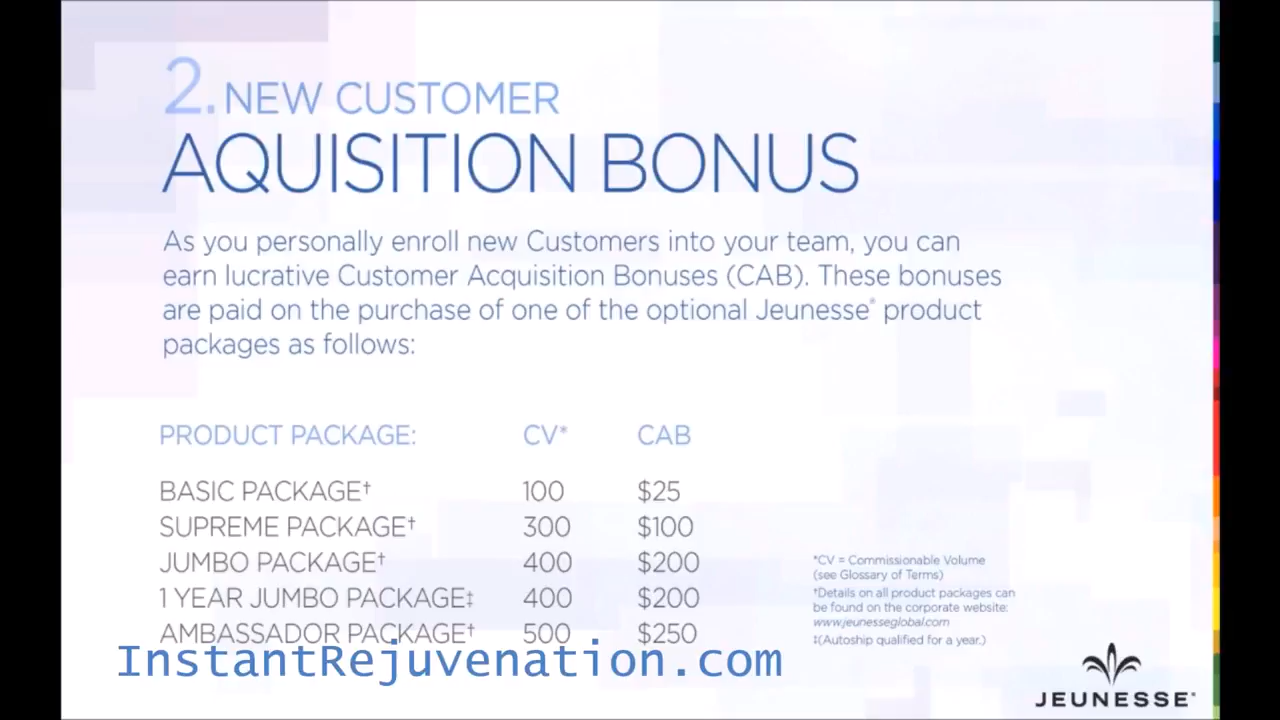 2. NEW CUSTOMER
AQUISITION BONUS
As you personally enroll new Customers into your team, you can
earn lucrative Customer Acquisition Bonuses (CAB). These bonuses
are paid on the purchase of one of the optional Jeunesse® product
packages as follows:
PRODUCT PACKAGE: CV* CAB
BASIC PACKAGE† 100 $25
SUPREME PACKAGE† 300 $100
JUMBO PACKAGE† 400 $200
1 YEAR JUMBO PACKAGE‡ 400 $200
AMBASSADOR PACKAGE† 500 $250
*CV = Commissionable Volume
(see Glossary of Terms)
†Details on all product packages can
be found on the corporate website:
www.jeunesseglobal.com
‡(Autoship qualified for a year.)
InstantRejuvenation.com
JEUNESSE®